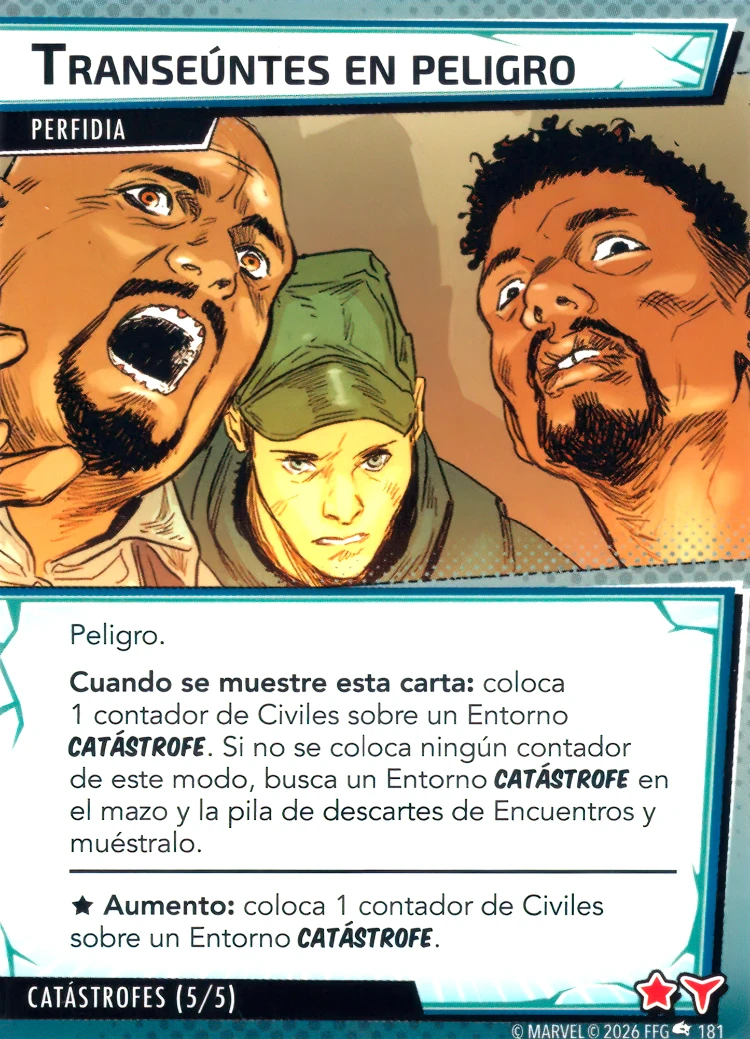 TRANSEÚNTES EN PELIGRO
PERFIDIA
Peligro.
Cuando se muestre esta carta: coloca
1 contador de Civiles sobre un Entorno
CATÁSTROFE. Si no se coloca ningún contador
de este modo, busca un Entorno CATÁSTROFE en
el mazo y la pila de descartes de Encuentros y
muéstralo.
★ Aumento: coloca 1 contador de Civiles
sobre un Entorno CATÁSTROFE.
CATÁSTROFES (5/5)
© MARVEL © 2026 FFG 181